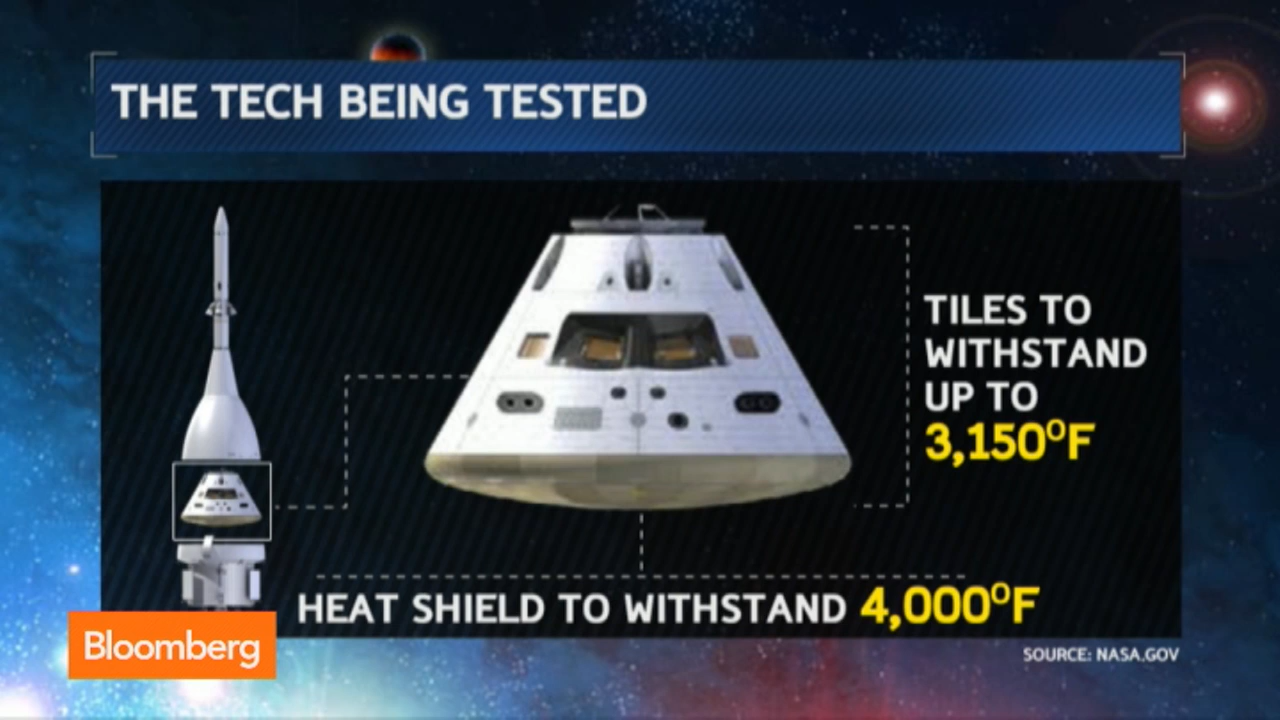 THE TECH BEING TESTED
TILES TO
WITHSTAND
UP TO
3,150°F
HEAT SHIELD TO WITHSTAND 4,000°F
Bloomberg
SOURCE: NASA.GOV